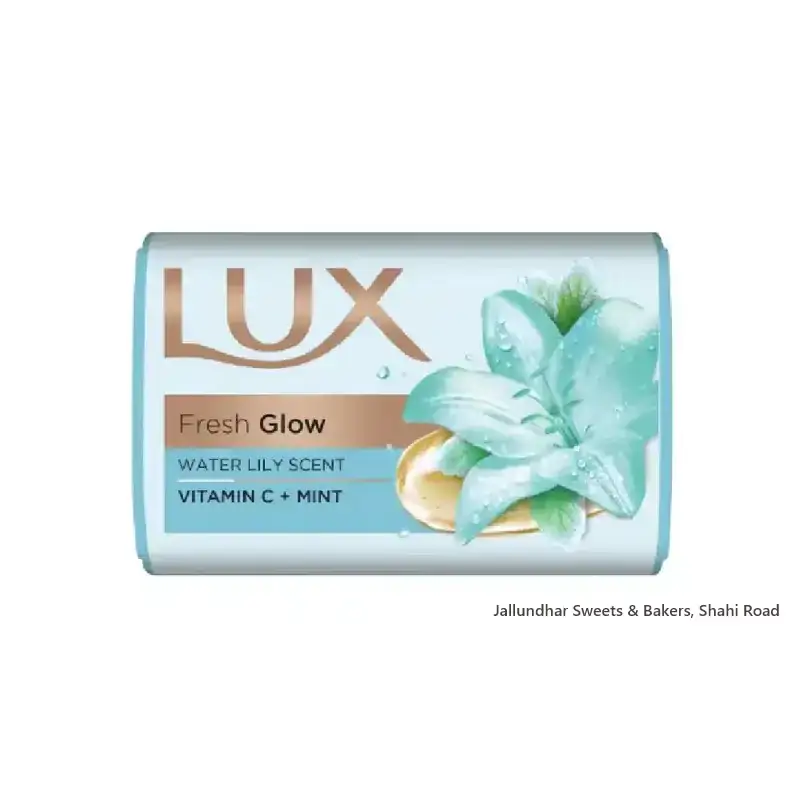 LUX
Fresh Glow
WATER LILY SCENT
VITAMIN C + MINT
Jallundhar Sweets & Bakers, Shahi Road